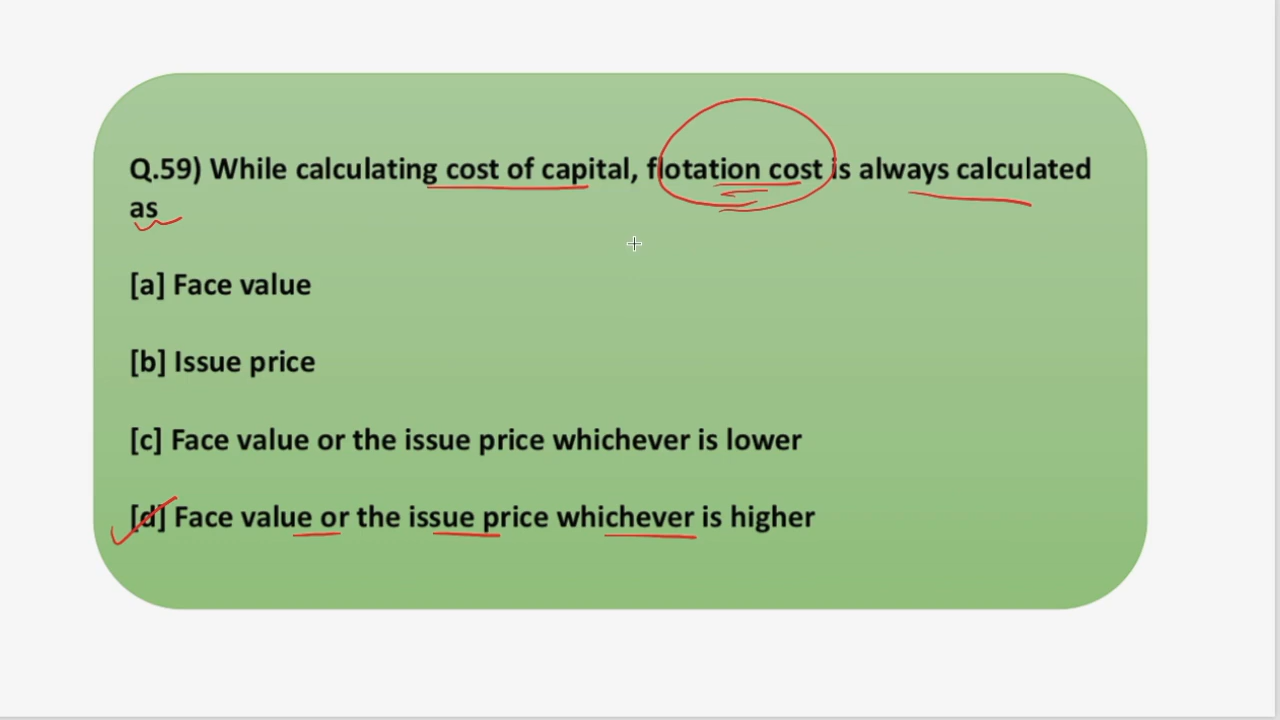 Q.59) While calculating cost of capital, flotation cost is always calculated
as
[a] Face value
[b] Issue price
[c] Face value or the issue price whichever is lower
[d] Face value or the issue price whichever is higher